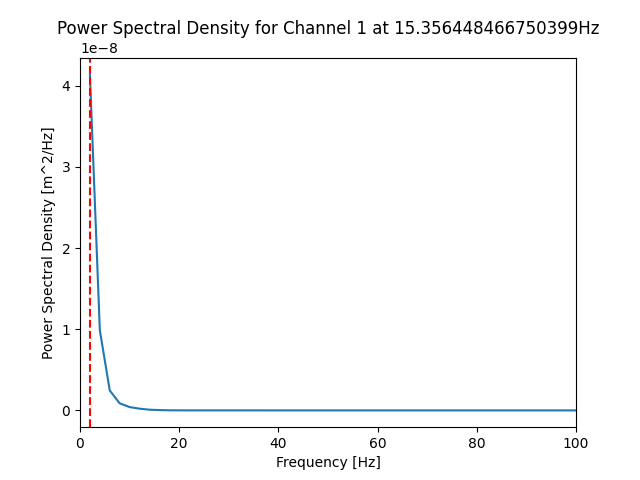 Power Spectral Density for Channel 1 at 15.356448466750399Hz
1e−8
4
3
2
1
0
Power Spectral Density [m^2/Hz]
0 20 40 60 80 100
Frequency [Hz]